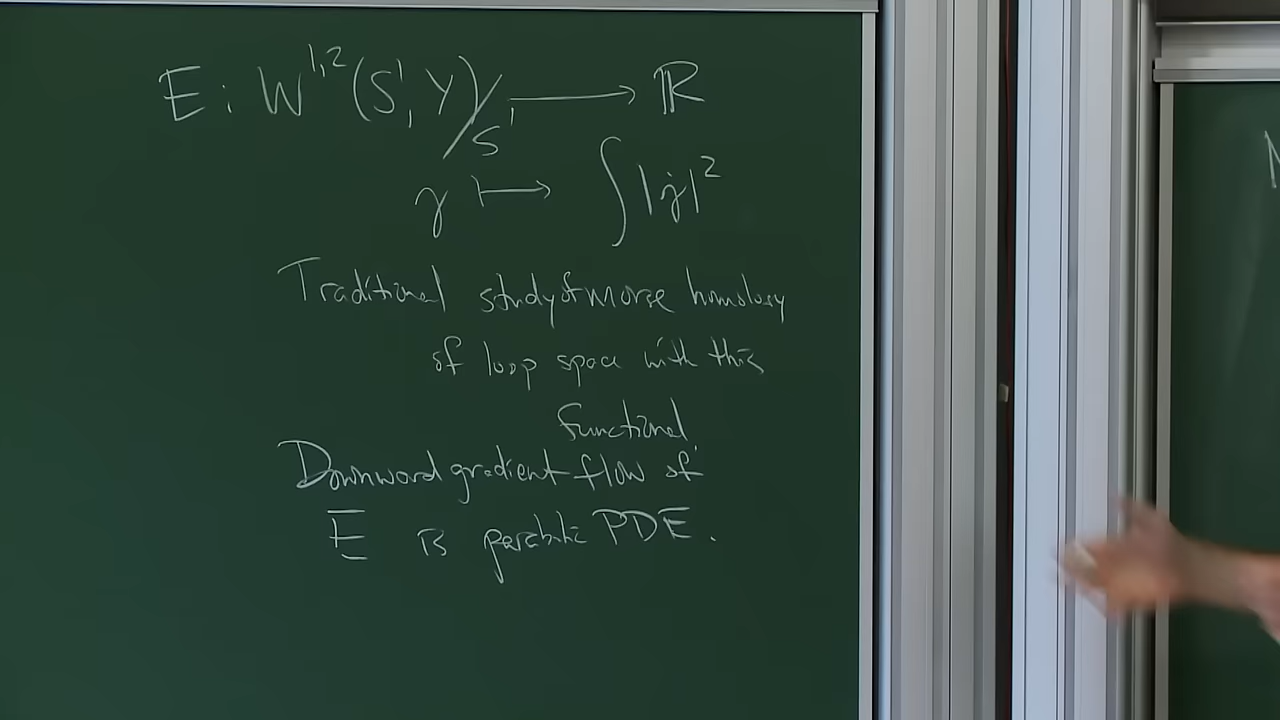 E : W^{1,2}(S^1, Y)/S^1 ⟶ ℝ
γ ⟼ ∫|γ̇|^2
Traditional study of Morse homology
of loop space with this
functional
Downward gradient flow of
E is parabolic PDE.